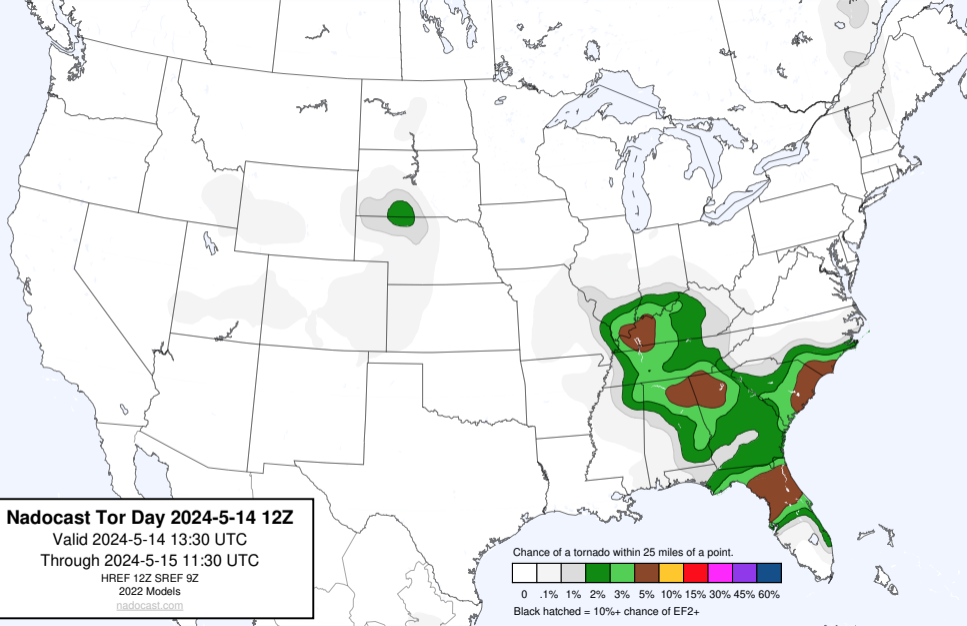 Nadocast Tor Day 2024-5-14 12Z
Valid 2024-5-14 13:30 UTC
Through 2024-5-15 11:30 UTC
HREF 12Z SREF 9Z
2022 Models
nadocast.com
Chance of a tornado within 25 miles of a point.
0 .1% 1% 2% 3% 5% 10% 15% 30% 45% 60%
Black hatched = 10%+ chance of EF2+